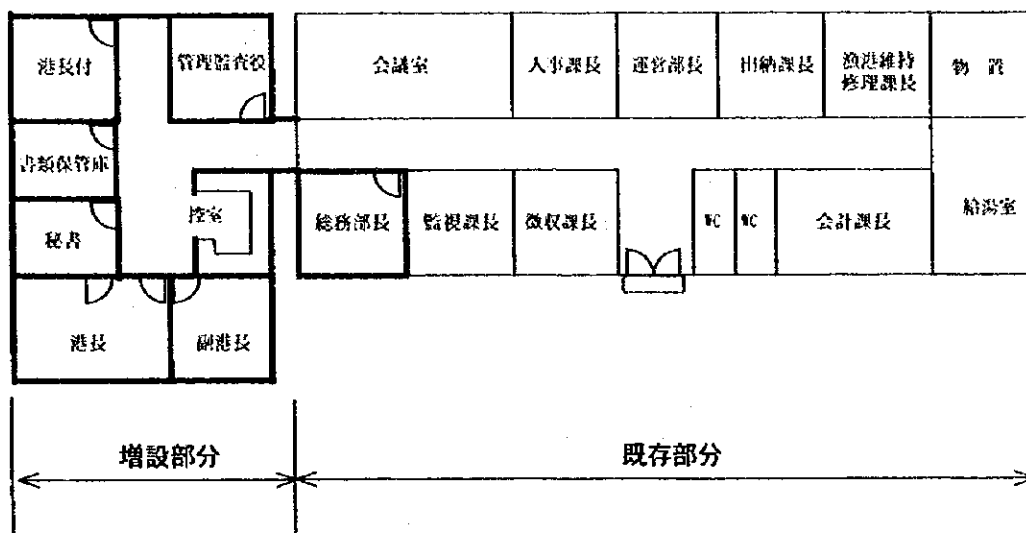 港長付
管理監査役
会議室
人事課長
運営部長
出納課長
漁港維持
修理課長
物 置
書類保管庫
控室
秘書
総務部長
監視課長
徴収課長
WC
WC
会計課長
給湯室
港長
副港長
増設部分
既存部分